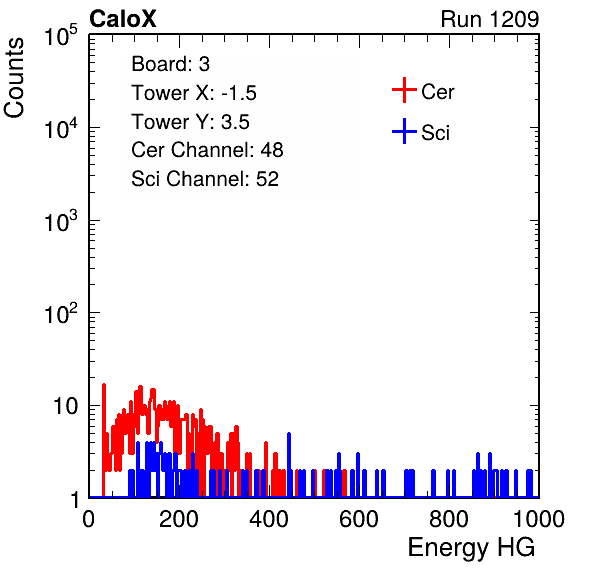 CaloX Run 1209
Counts
10^5
10^4
10^3
10^2
10
1
Board: 3
Tower X: -1.5
Tower Y: 3.5
Cer Channel: 48
Sci Channel: 52
Cer
Sci
0 200 400 600 800 1000
Energy HG